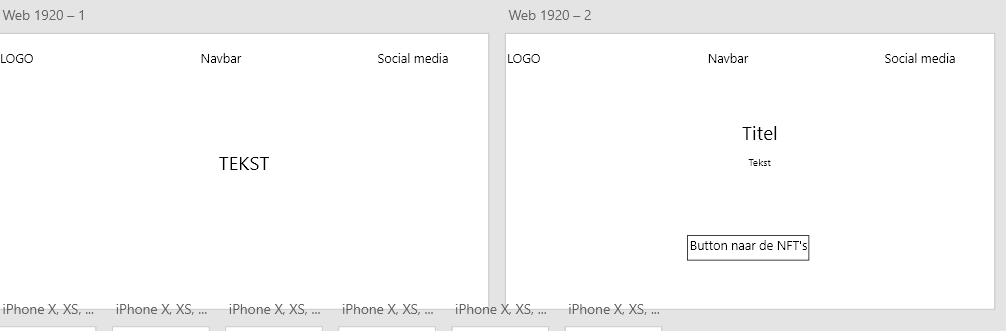 Web 1920 – 1
LOGO
Navbar
Social media
TEKST
Web 1920 – 2
LOGO
Navbar
Social media
Titel
Tekst
Button naar de NFT's
iPhone X, XS, ...
iPhone X, XS, ...
iPhone X, XS, ...
iPhone X, XS, ...
iPhone X, XS, ...
iPhone X, XS, ...